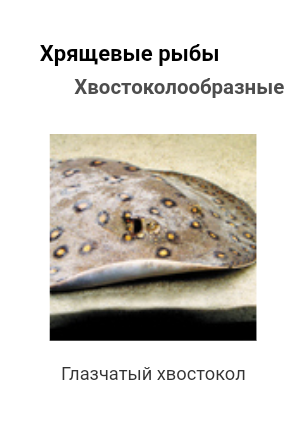 Хрящевые рыбы
Хвостоколообразные
Глазчатый хвостокол